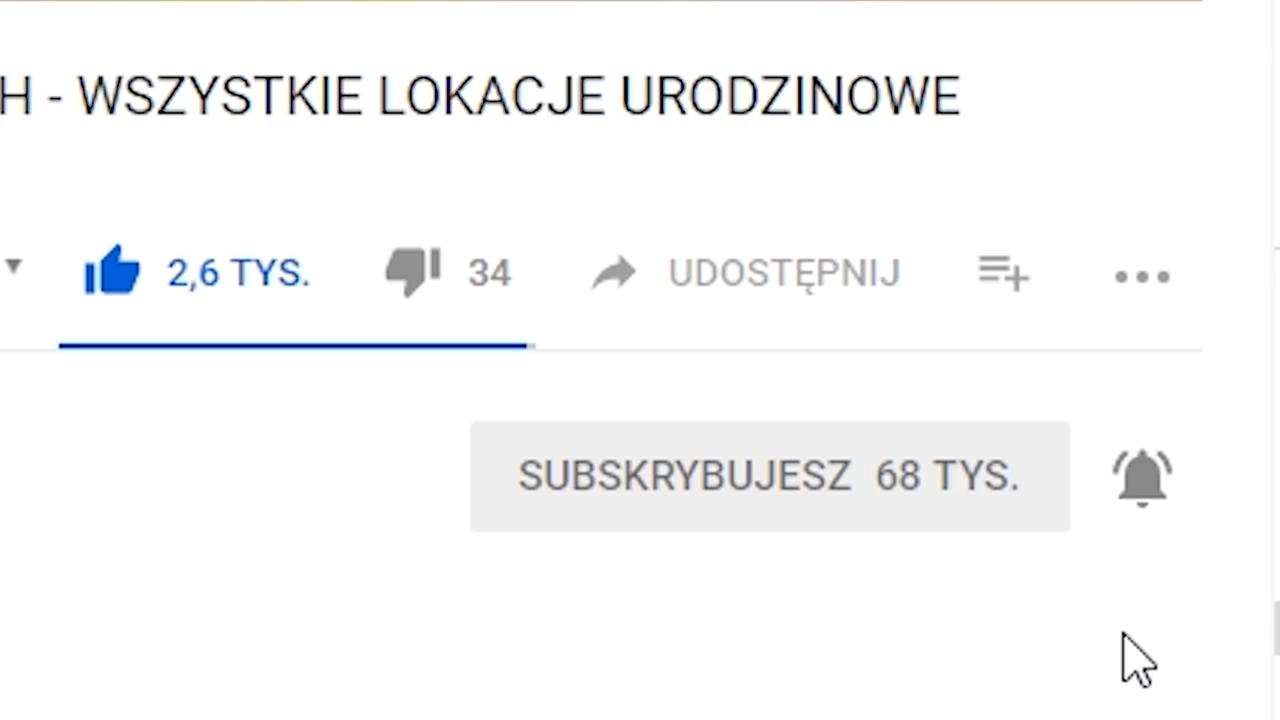 H - WSZYSTKIE LOKACJE URODZINOWE
2,6 TYS. 34 UDOSTĘPNIJ
SUBSKRYBUJESZ 68 TYS.